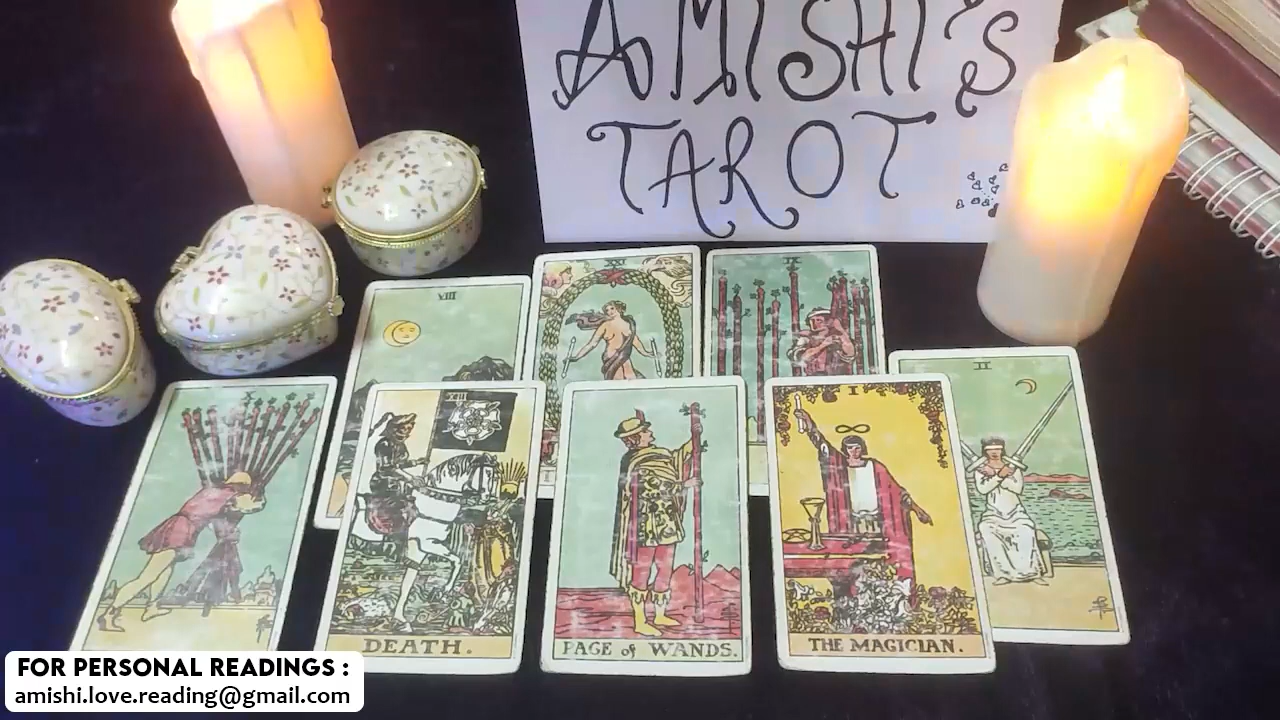 AMISHI'S
TAROT
VIII
XXI
IX
II
X
XIII
I
DEATH.
PAGE of WANDS.
THE MAGICIAN.
FOR PERSONAL READINGS :
amishi.love.reading@gmail.com